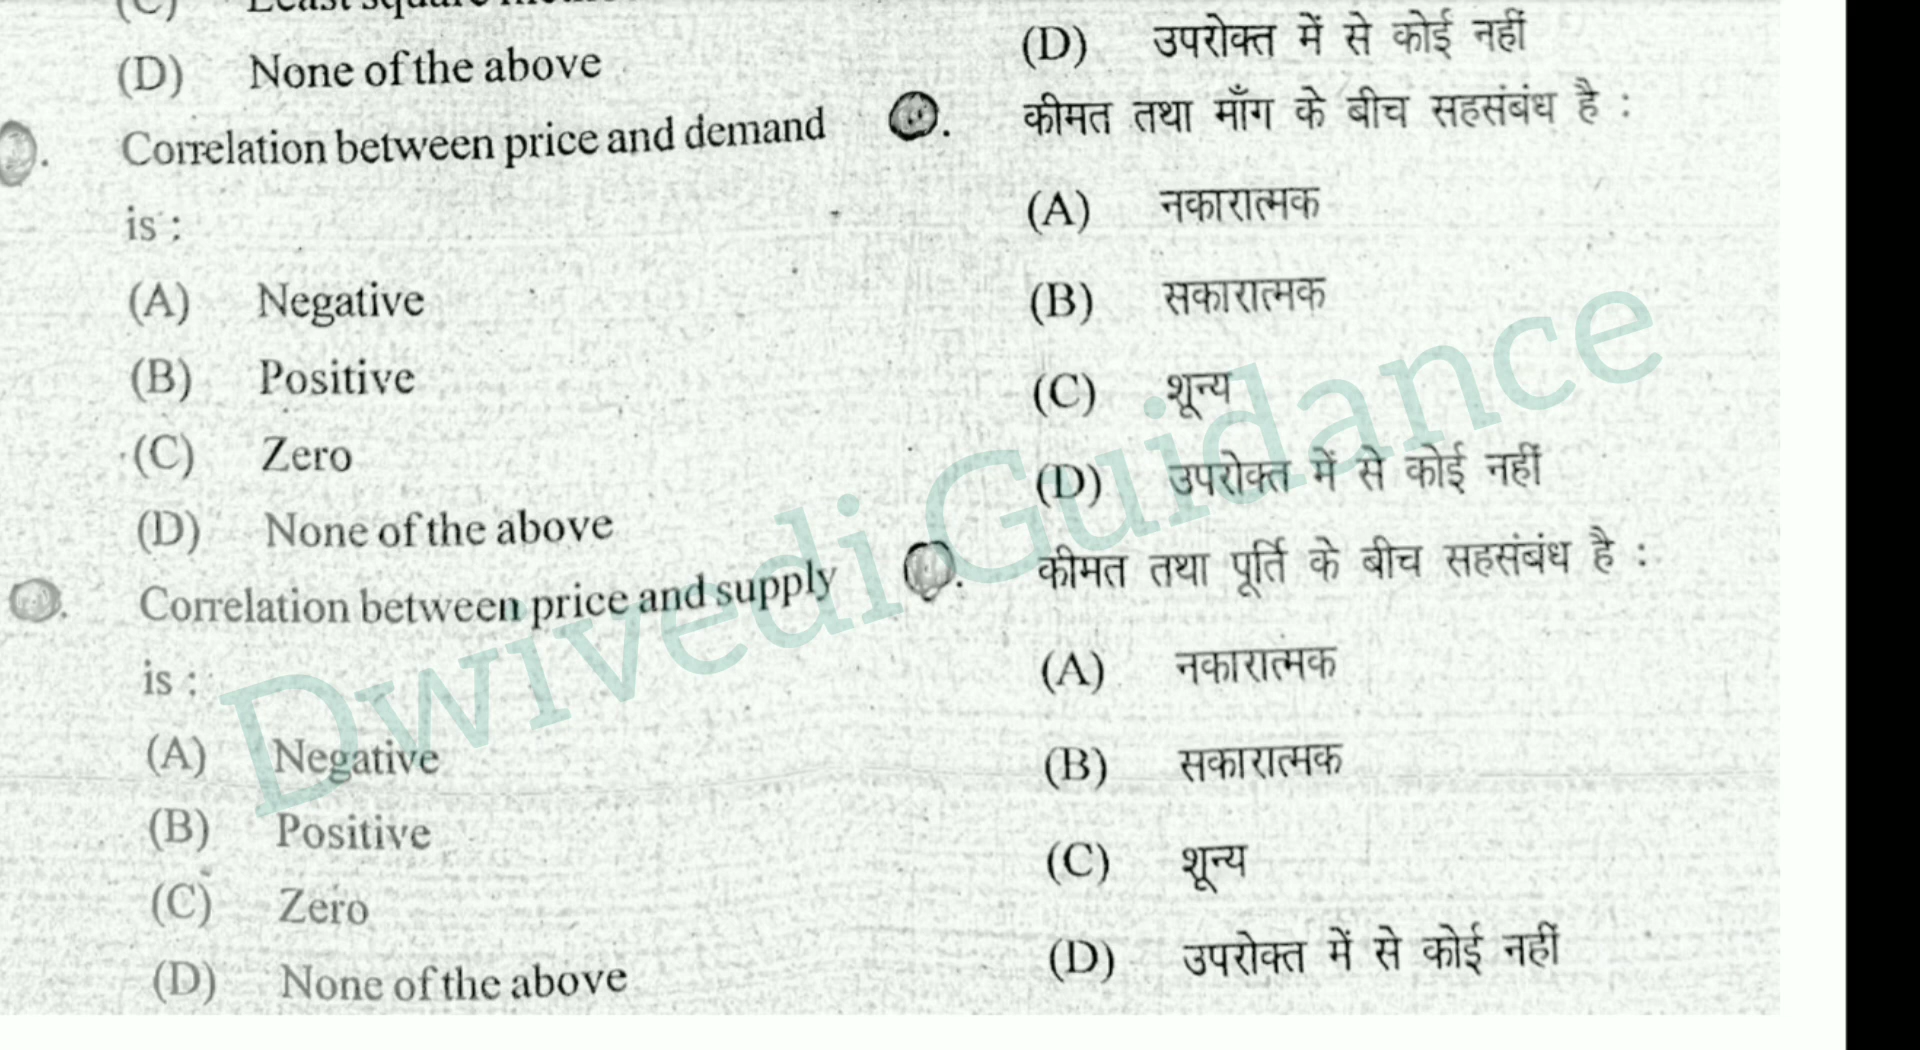 (D) None of the above
Correlation between price and demand
is :
(A) Negative
(B) Positive
(C) Zero
(D) None of the above
Correlation between price and supply
is :
(A) Negative
(B) Positive
(C) Zero
(D) None of the above
(D) उपरोक्त में से कोई नहीं
कीमत तथा माँग के बीच सहसंबंध है :
(A) नकारात्मक
(B) सकारात्मक
(C) शून्य
(D) उपरोक्त में से कोई नहीं
कीमत तथा पूर्ति के बीच सहसंबंध है :
(A) नकारात्मक
(B) सकारात्मक
(C) शून्य
(D) उपरोक्त में से कोई नहीं
Dwivedi Guidance